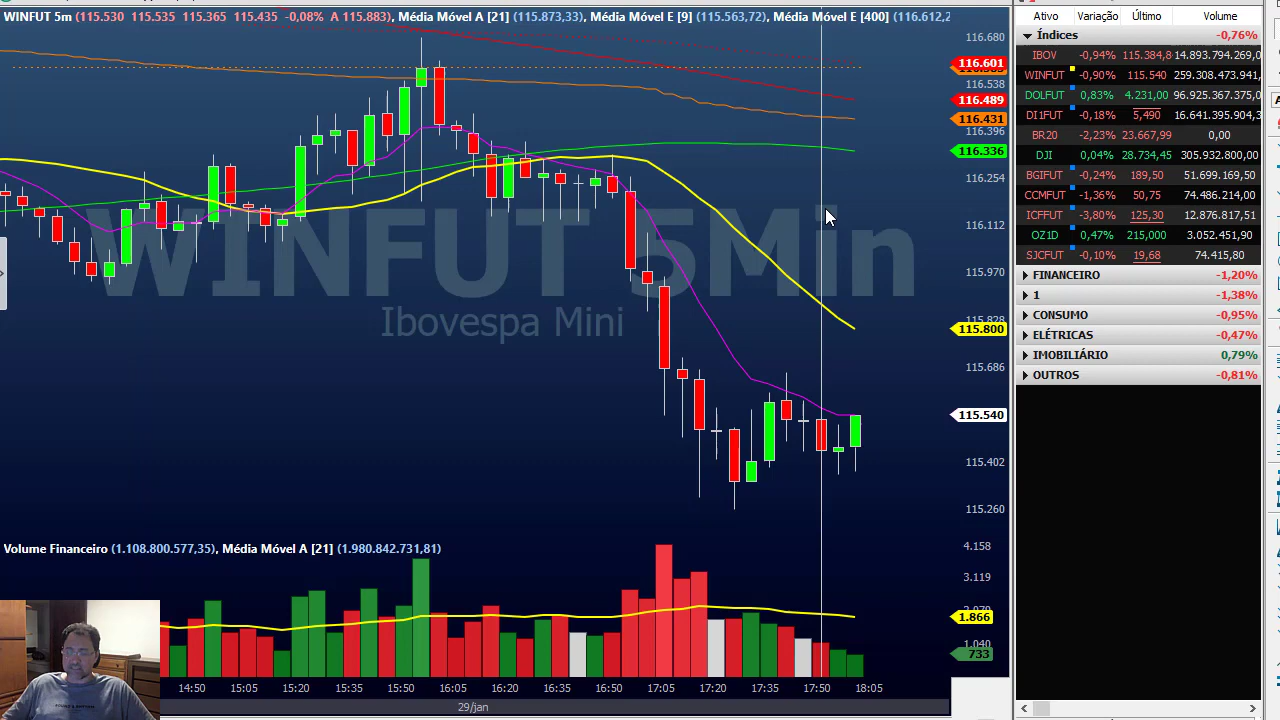 WINFUT 5m (115.530 115.535 115.365 115.435 -0,08% A 115.883), Média Móvel A [21] (115.873,33), Média Móvel E [9] (115.563,72), Média Móvel E [400] (116.612,2
116.680
116.601
116.538
116.489
116.431
116.396
116.336
116.254
116.112
115.970
115.828
115.800
115.686
115.540
115.402
115.260
WINFUT 5Min
Ibovespa Mini
Volume Financeiro (1.108.800.577,35), Média Móvel A [21] (1.980.842.731,81)
4.158
3.119
1.866
1.040
733
14:50 15:05 15:20 15:35 15:50 16:05 16:20 16:35 16:50 17:05 17:20 17:35 17:50 18:05
29/jan
Ativo Variação Último Volume
Índices -0,76%
IBOV -0,94% 115.384,8 14.893.794.269,0
WINFUT -0,90% 115.540 259.308.473.941,
DOLFUT 0,83% 4.231,00 96.925.367.375,0
DI1FUT -0,18% 5,490 16.641.395.904,3
BR20 -2,23% 23.667,99 0,00
DJI 0,04% 28.734,45 305.932.800,00
BGIFUT -0,24% 189,50 51.699.169,50
CCMFUT -1,36% 50,75 74.486.214,00
ICFFUT -3,80% 125,30 12.876.817,51
OZ1D 0,47% 215,000 3.052.451,90
SJCFUT -0,10% 19,68 74.415,80
FINANCEIRO -1,20%
1 -1,38%
CONSUMO -0,95%
ELÉTRICAS -0,47%
IMOBILIÁRIO 0,79%
OUTROS -0,81%